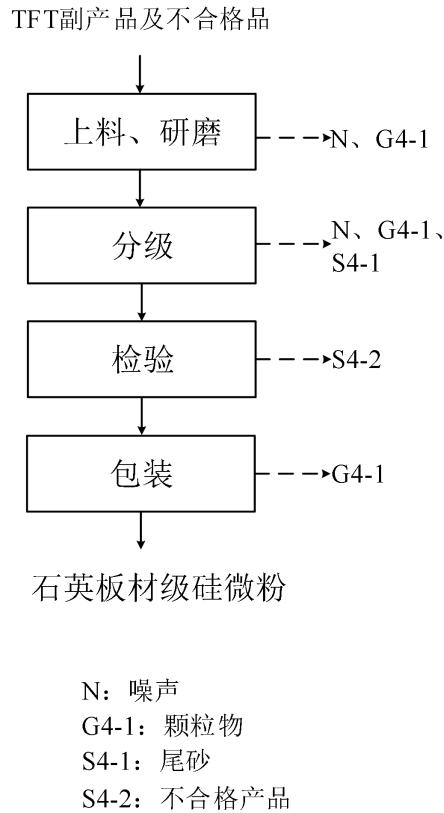 TFT副产品及不合格品
上料、研磨
N、G4-1
分级
N、G4-1、
S4-1
检验
S4-2
包装
G4-1
石英板材级硅微粉
N：噪声
G4-1：颗粒物
S4-1：尾砂
S4-2：不合格产品